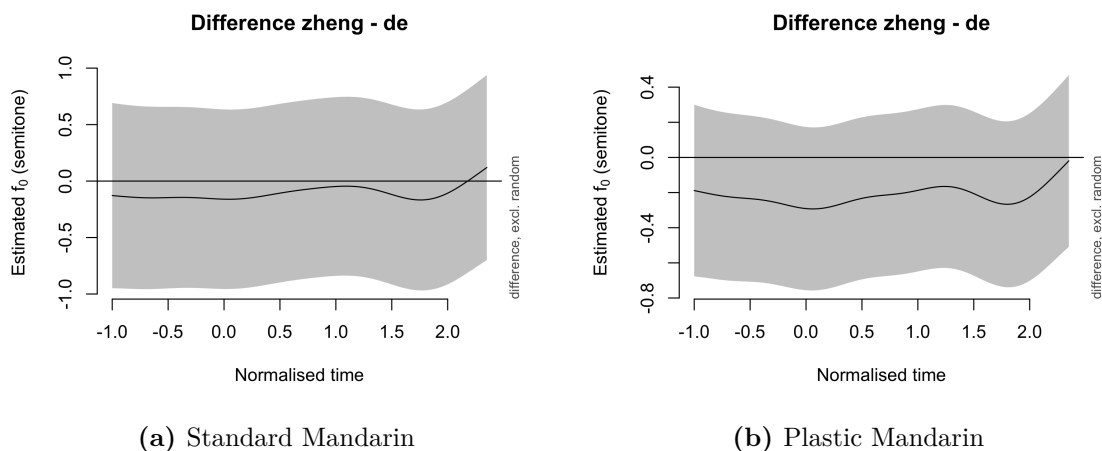 Difference zheng - de
Estimated f₀ (semitone)
1.0
0.5
0.0
-0.5
-1.0
-1.0 -0.5 0.0 0.5 1.0 1.5 2.0
Normalised time
difference, excl. random
(a) Standard Mandarin
Difference zheng - de
Estimated f₀ (semitone)
0.4
0.0
-0.4
-0.8
-1.0 -0.5 0.0 0.5 1.0 1.5 2.0
Normalised time
difference, excl. random
(b) Plastic Mandarin